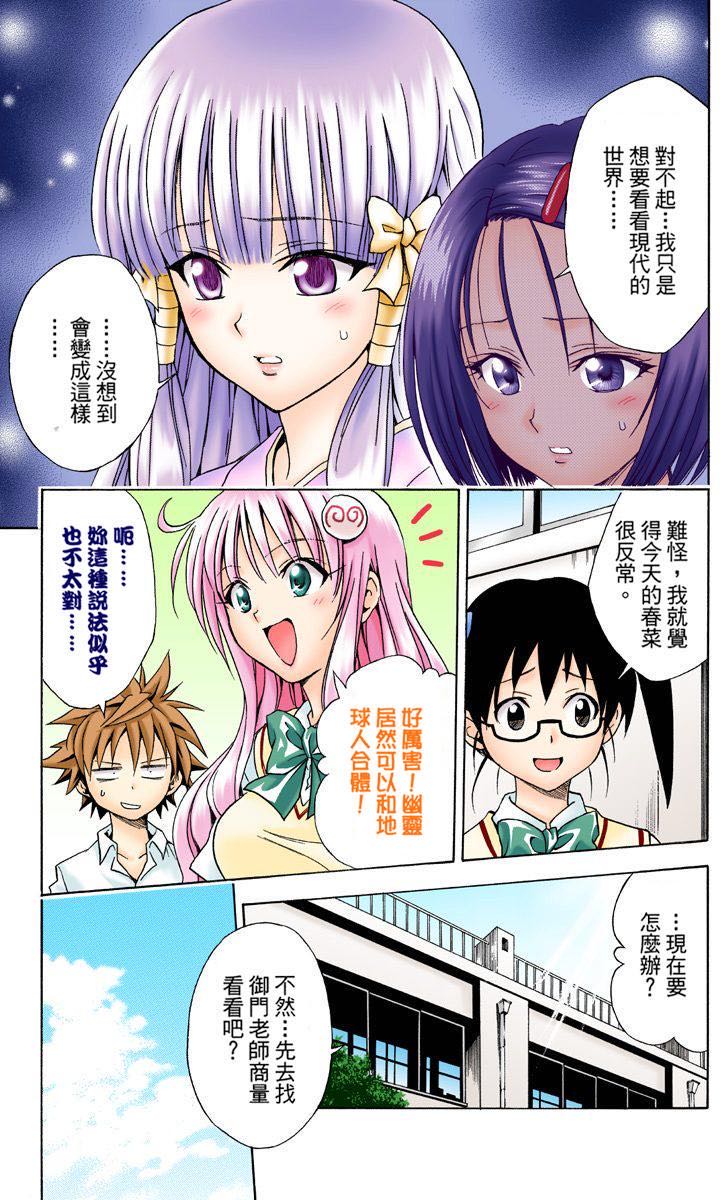 對不起…我只是
想要看看現代的
世界……
……沒想到
會變成這樣
……
難怪，我就覺
得今天的春菜
很反常。
好厲害！幽靈
居然可以和地
球人合體！
呃……
妳這種說法似乎
也不太對……
…現在要
怎麼辦？
不然…先去找
御門老師商量
看看吧？